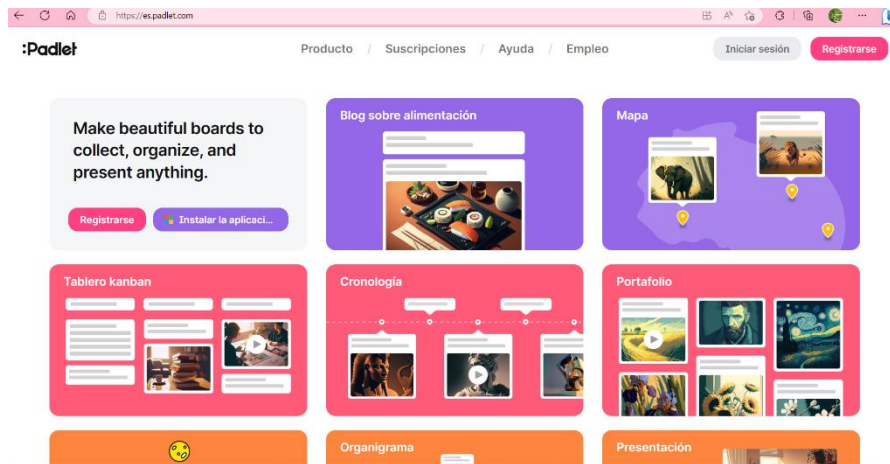 https://es.padlet.com
:Padlet
Producto / Suscripciones / Ayuda / Empleo
Iniciar sesión
Registrarse
Make beautiful boards to
collect, organize, and
present anything.
Registrarse
Instalar la aplicaci...
Blog sobre alimentación
Mapa
Tablero kanban
Cronología
Portafolio
Organigrama
Presentación